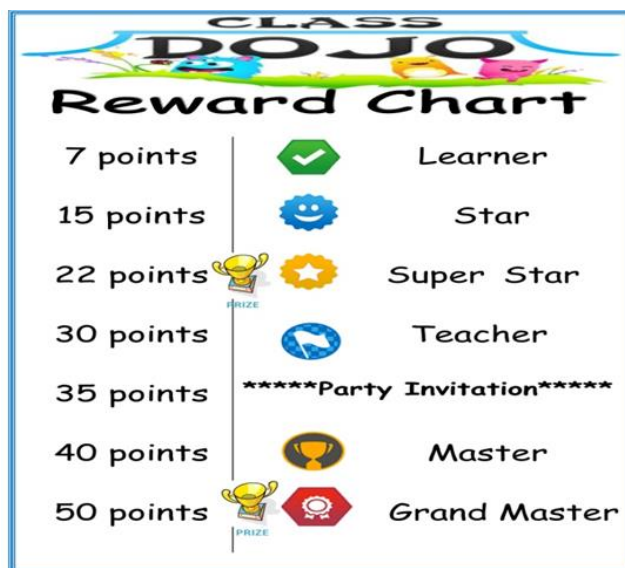 CLASS
DOJO
Reward Chart
7 points Learner
15 points Star
22 points PRIZE Super Star
30 points Teacher
35 points *****Party Invitation*****
40 points Master
50 points PRIZE Grand Master